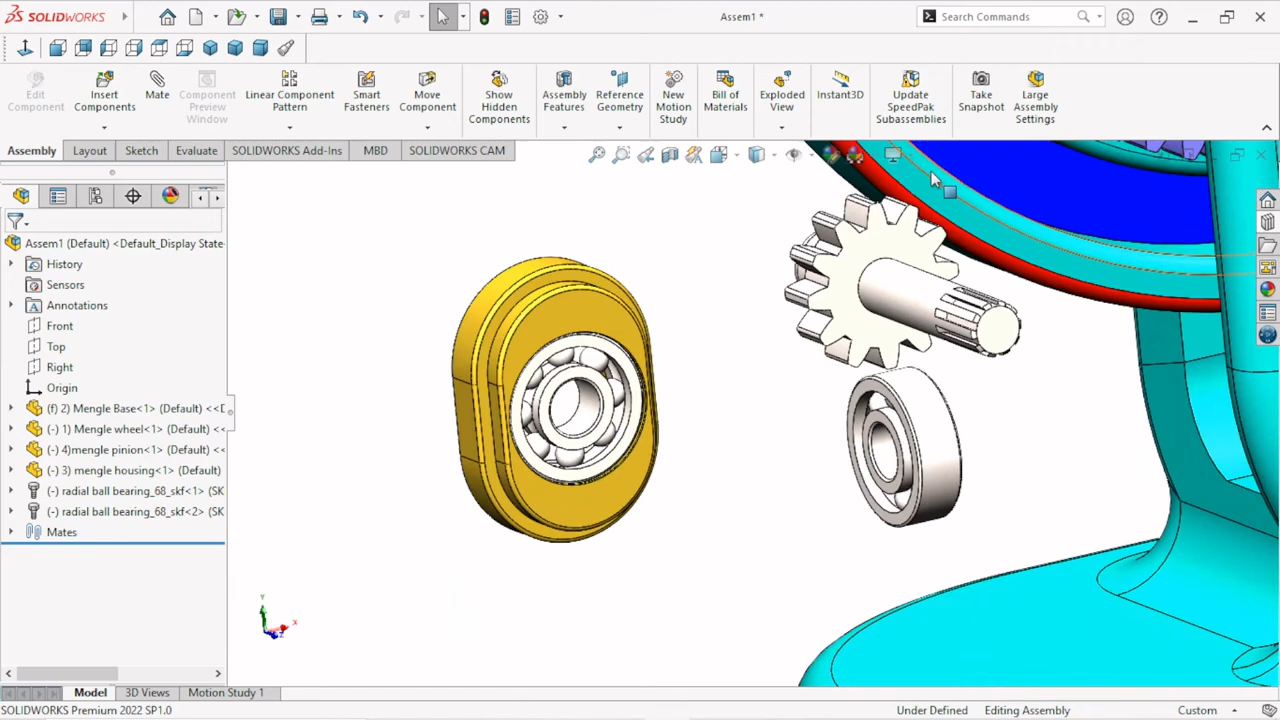 SOLIDWORKS
Assem1 *
Search Commands
Edit Component
Insert Components
Mate
Component Preview Window
Linear Component Pattern
Smart Fasteners
Move Component
Show Hidden Components
Assembly Features
Reference Geometry
New Motion Study
Bill of Materials
Exploded View
Instant3D
Update SpeedPak Subassemblies
Take Snapshot
Large Assembly Settings
Assembly
Layout
Sketch
Evaluate
SOLIDWORKS Add-Ins
MBD
SOLIDWORKS CAM
Assem1 (Default) <Default_Display State
History
Sensors
Annotations
Front
Top
Right
Origin
(f) 2) Mengle Base<1> (Default) <<D
(-) 1) Mengle wheel<1> (Default) <<
(-) 4)mengle pinion<1> (Default) <<
(-) 3) mengle housing<1> (Default)
(-) radial ball bearing_68_skf<1> (SK
(-) radial ball bearing_68_skf<2> (SK
Mates
Y
X
Z
Model
3D Views
Motion Study 1
SOLIDWORKS Premium 2022 SP1.0
Under Defined
Editing Assembly
Custom